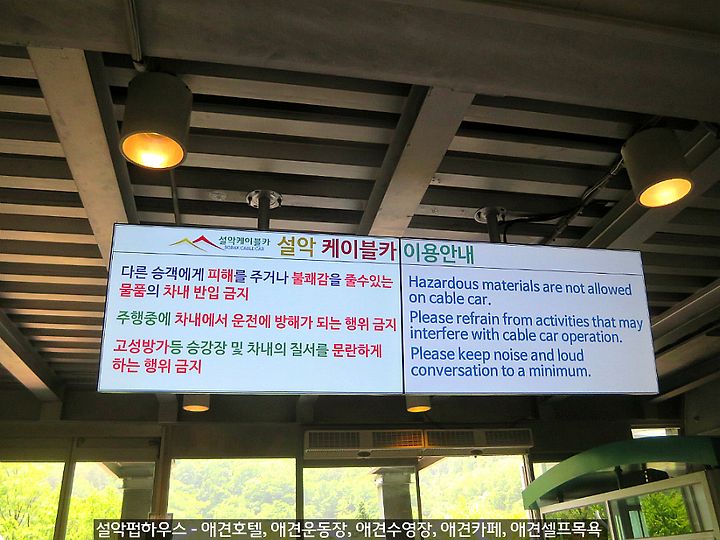 설악케이블카
SORAK CABLE CAR
설악 케이블카 이용안내
다른 승객에게 피해를 주거나 불쾌감을 줄수있는
물품의 차내 반입 금지
주행중에 차내에서 운전에 방해가 되는 행위 금지
고성방가등 승강장 및 차내의 질서를 문란하게
하는 행위 금지
Hazardous materials are not allowed
on cable car.
Please refrain from activities that may
interfere with cable car operation.
Please keep noise and loud
conversation to a minimum.
설악펍하우스 - 애견호텔, 애견운동장, 애견수영장, 애견카페, 애견셀프목욕